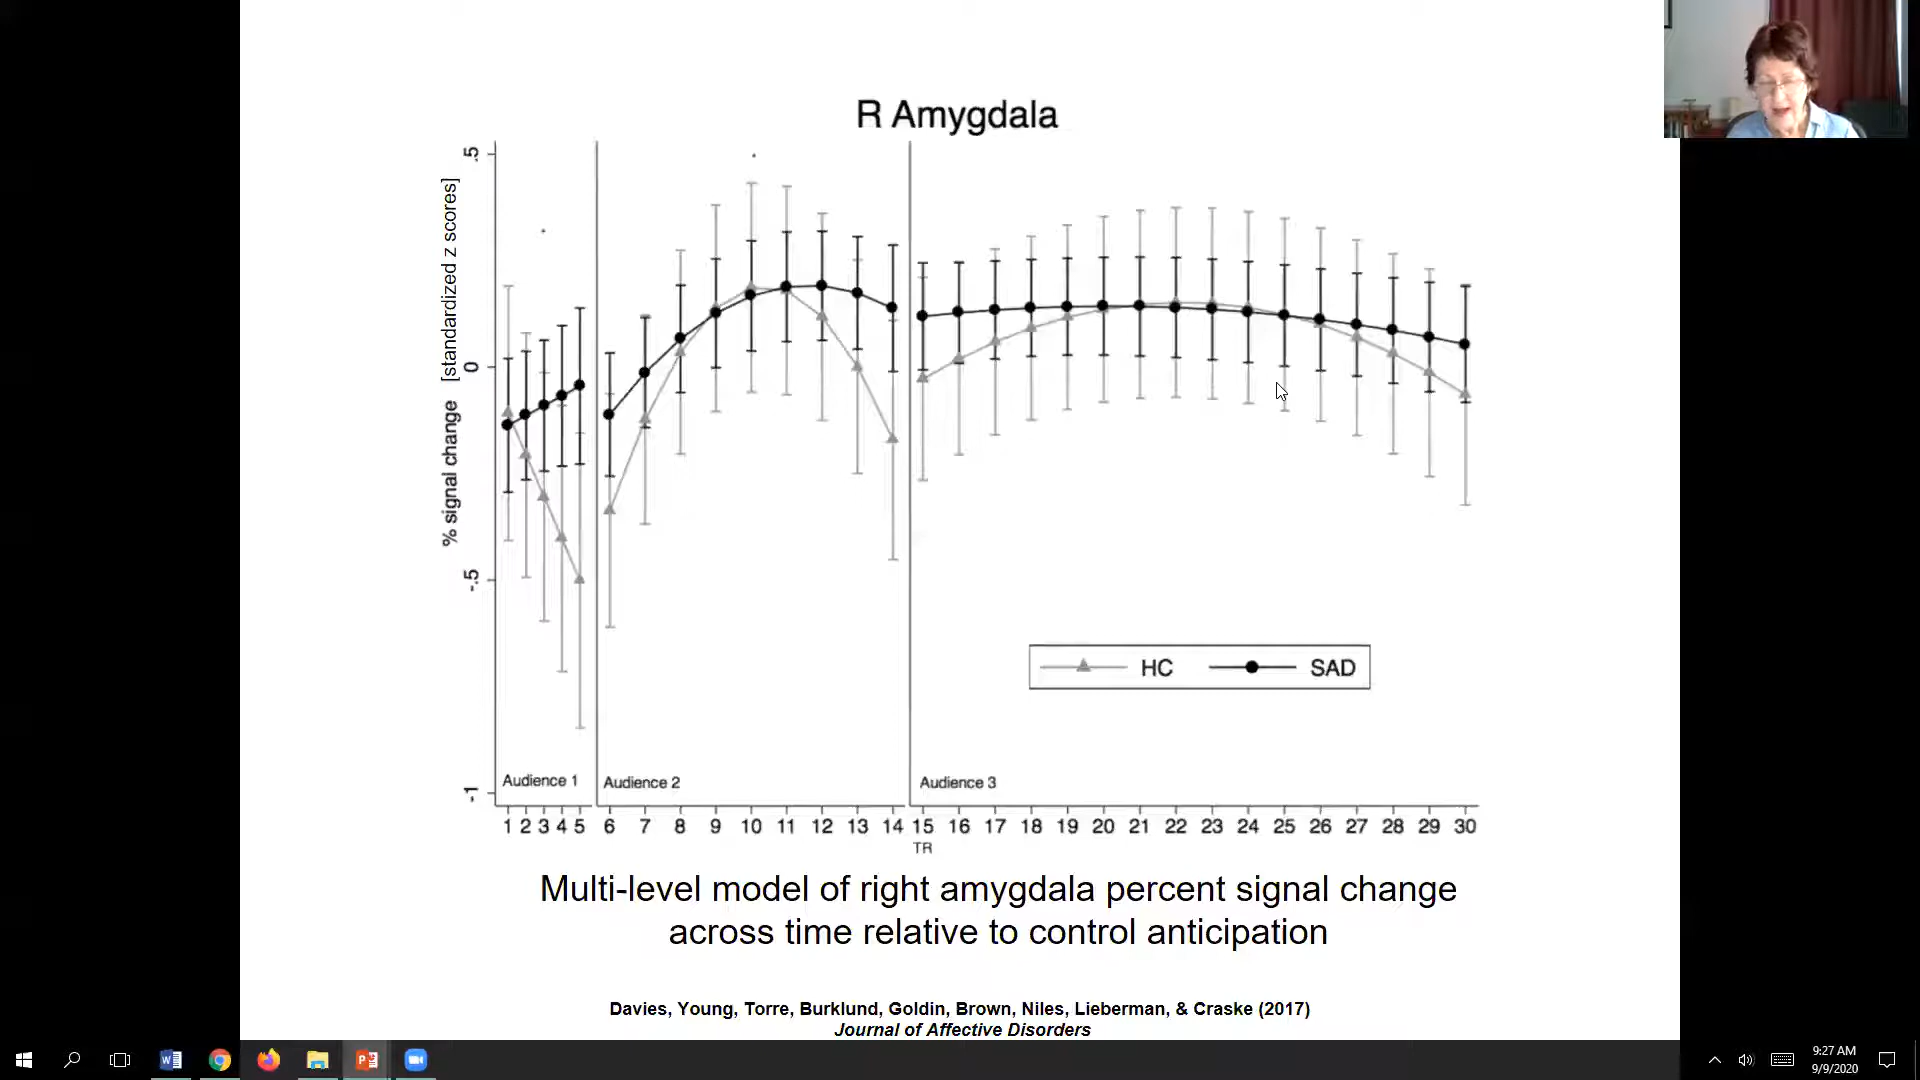 R Amygdala
% signal change [standardized z scores]
.5
0
-.5
-1
HC
SAD
Audience 1
Audience 2
Audience 3
1 2 3 4 5 6 7 8 9 10 11 12 13 14 15 16 17 18 19 20 21 22 23 24 25 26 27 28 29 30
TR
Multi-level model of right amygdala percent signal change
across time relative to control anticipation
Davies, Young, Torre, Burklund, Goldin, Brown, Niles, Lieberman, & Craske (2017)
Journal of Affective Disorders
9:27 AM
9/9/2020